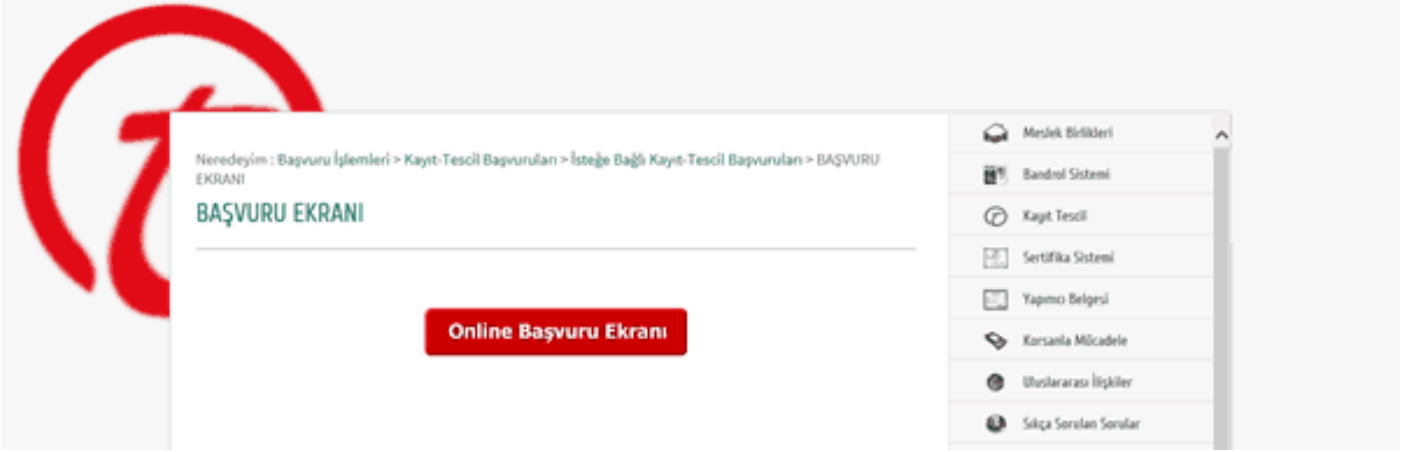 Neredeyim : Başvuru İşlemleri > Kayıt-Tescil Başvuruları > İsteğe Bağlı Kayıt-Tescil Başvuruları > BAŞVURU
EKRANI
BAŞVURU EKRANI
Online Başvuru Ekranı
Meslek Birlikleri
Bandrol Sistemi
Kayıt Tescil
Sertifika Sistemi
Yapımcı Belgesi
Korsanla Mücadele
Uluslararası İlişkiler
Sıkça Sorulan Sorular